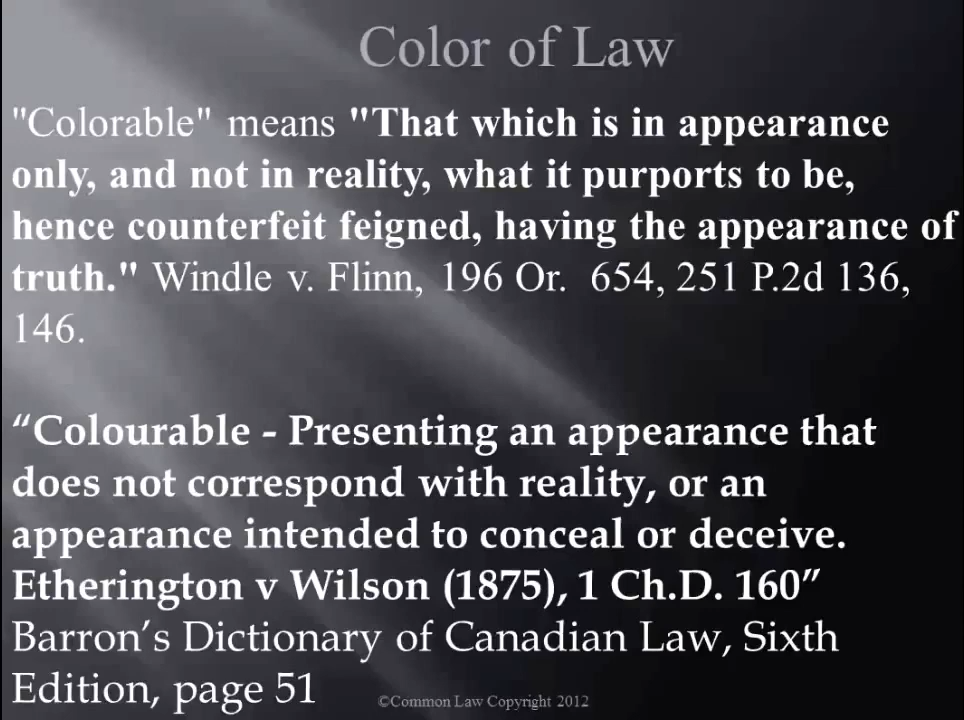 Color of Law
"Colorable" means "That which is in appearance
only, and not in reality, what it purports to be,
hence counterfeit feigned, having the appearance of
truth." Windle v. Flinn, 196 Or. 654, 251 P.2d 136,
146.
“Colourable - Presenting an appearance that
does not correspond with reality, or an
appearance intended to conceal or deceive.
Etherington v Wilson (1875), 1 Ch.D. 160”
Barron’s Dictionary of Canadian Law, Sixth
Edition, page 51
©Common Law Copyright 2012